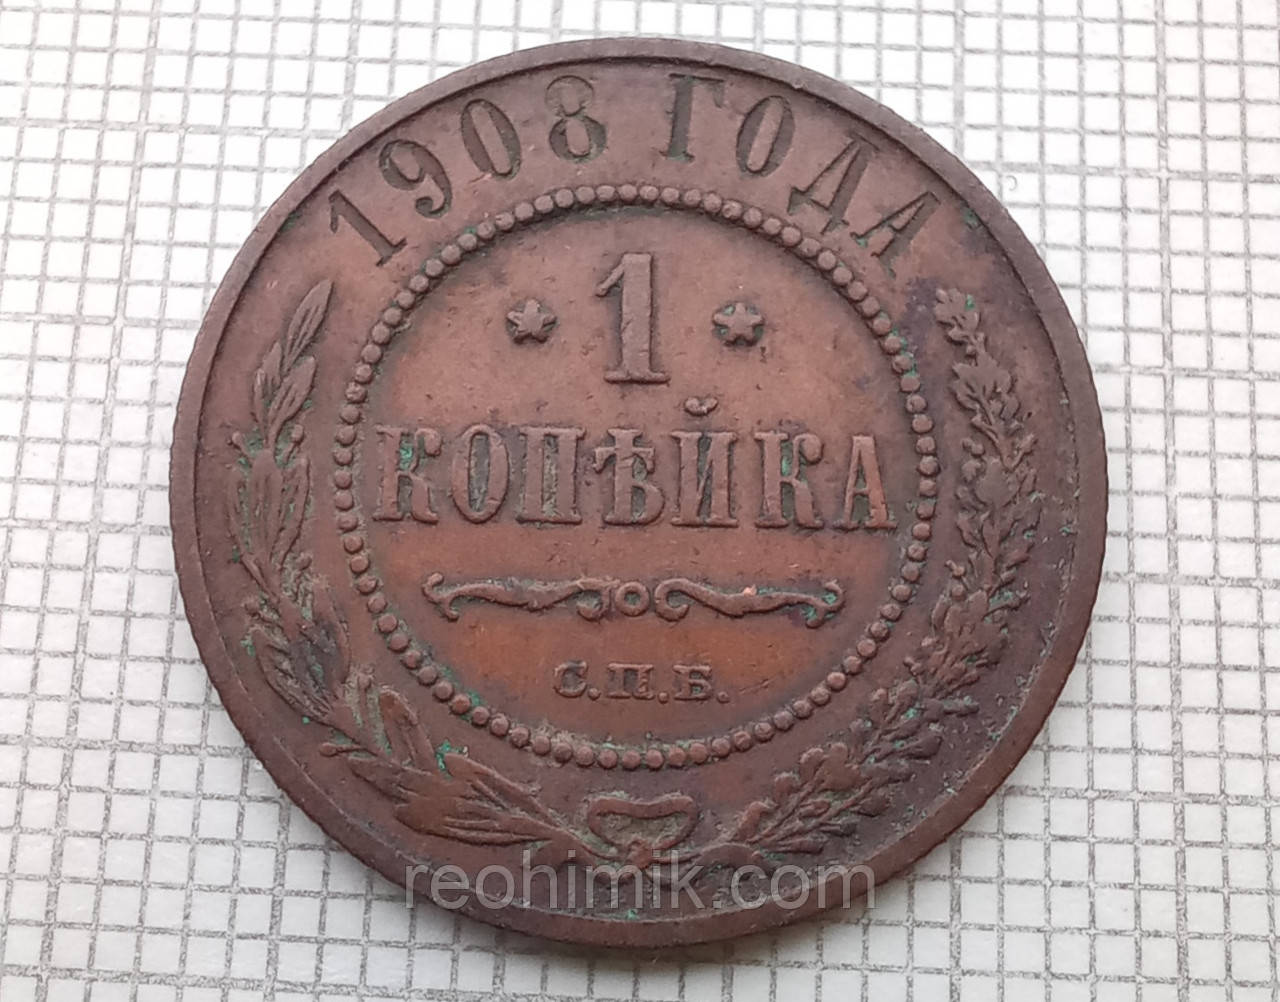 1908 ГОДА
* 1 *
КОПѢЙКА
С.П.Б.
reohimik.com